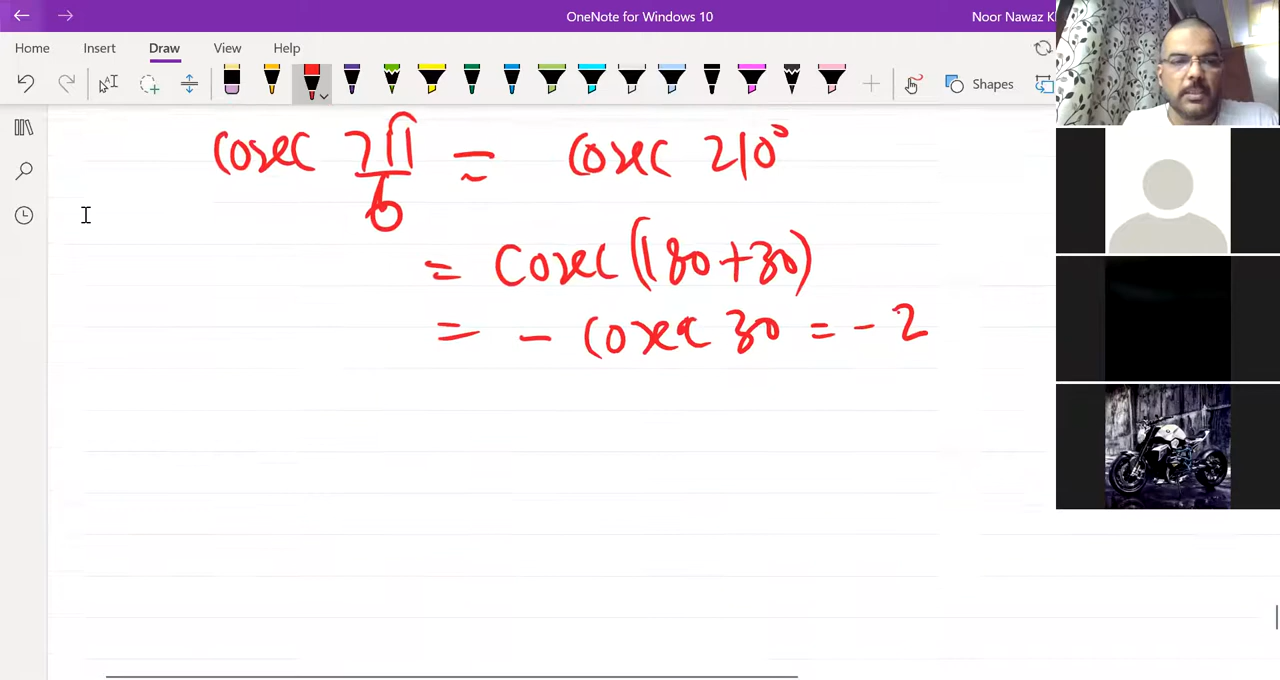 OneNote for Windows 10
Noor Nawaz K
Home Insert Draw View Help
Shapes
Cosec 7π/6 = Cosec 210°
= Cosec (180+30)
= - Cosec 30 = - 2